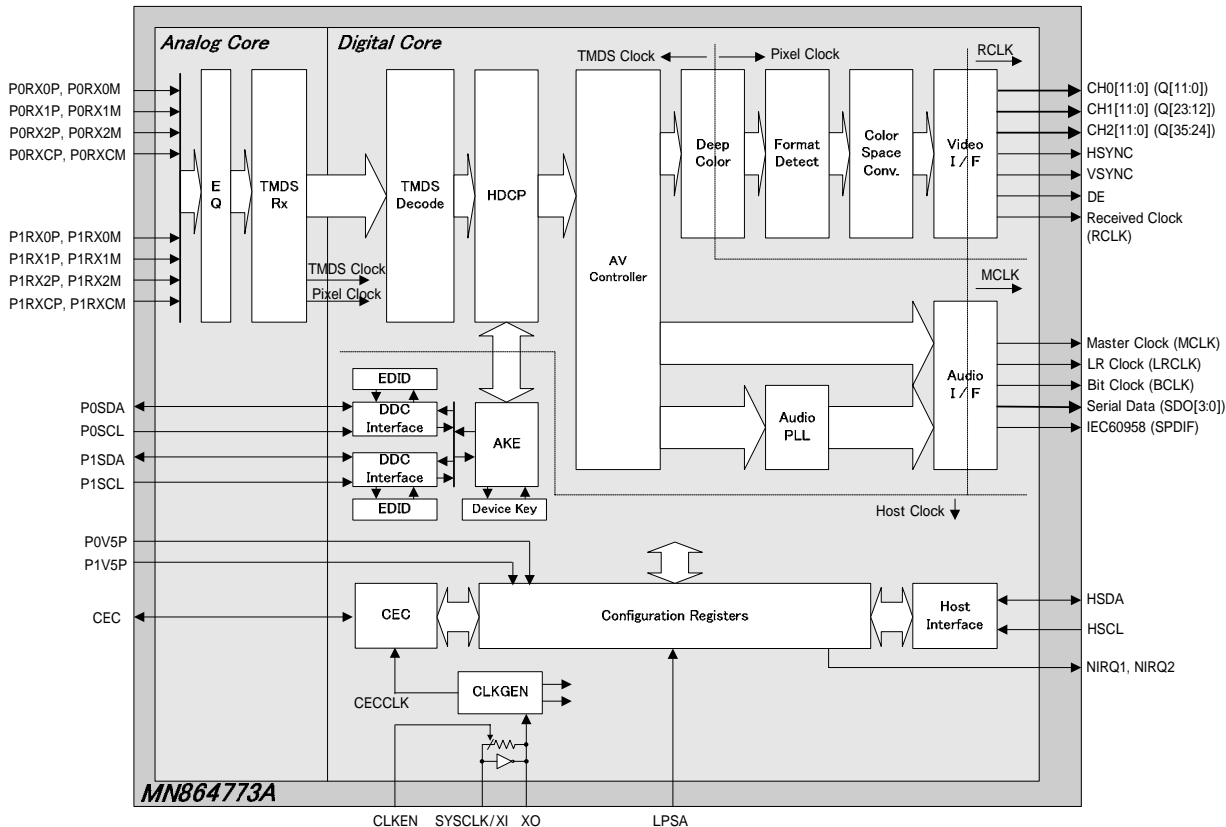 Analog Core
Digital Core
TMDS Clock
Pixel Clock
RCLK
P0RX0P, P0RX0M
P0RX1P, P0RX1M
P0RX2P, P0RX2M
P0RXCP, P0RXCM
P1RX0P, P1RX0M
P1RX1P, P1RX1M
P1RX2P, P1RX2M
P1RXCP, P1RXCM
E
Q
TMDS
Rx
TMDS Clock
Pixel Clock
TMDS
Decode
HDCP
AV
Controller
Deep
Color
Format
Detect
Color
Space
Conv.
Video
I/F
CH0[11:0] (Q[11:0])
CH1[11:0] (Q[23:12])
CH2[11:0] (Q[35:24])
HSYNC
VSYNC
DE
Received Clock
(RCLK)
MCLK
Audio
PLL
Audio
I/F
Master Clock (MCLK)
LR Clock (LRCLK)
Bit Clock (BCLK)
Serial Data (SDO[3:0])
IEC60958 (SPDIF)
P0SDA
P0SCL
P1SDA
P1SCL
EDID
DDC
Interface
DDC
Interface
EDID
AKE
Device Key
Host Clock
P0V5P
P1V5P
CEC
CEC
Configuration Registers
Host
Interface
HSDA
HSCL
NIRQ1, NIRQ2
CECCLK
CLKGEN
MN864773A
CLKEN
SYSCLK/XI
XO
LPSA